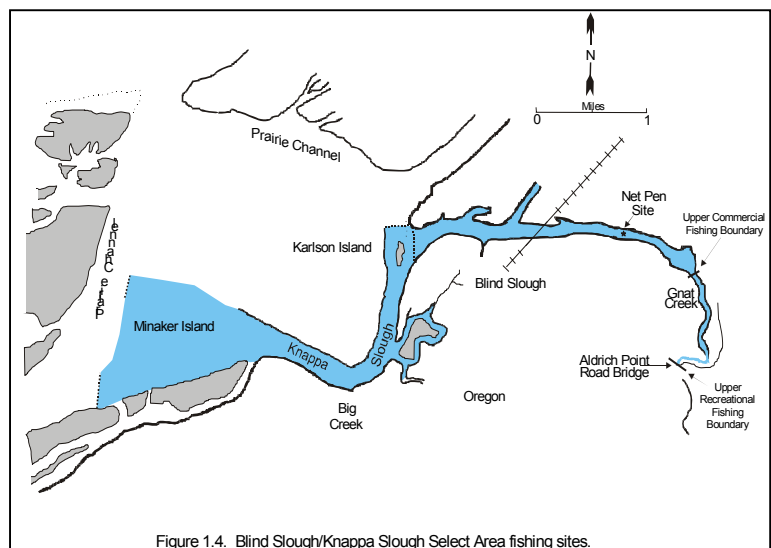 N
Miles
0 1
Prairie Channel
Net Pen
Site
Upper Commercial
Fishing Boundary
Karlson Island
Blind Slough
Gnat
Creek
Minaker Island
Knappa
Slough
Aldrich Point
Road Bridge
Upper
Recreational
Fishing
Boundary
Big
Creek
Oregon
Figure 1.4. Blind Slough/Knappa Slough Select Area fishing sites.